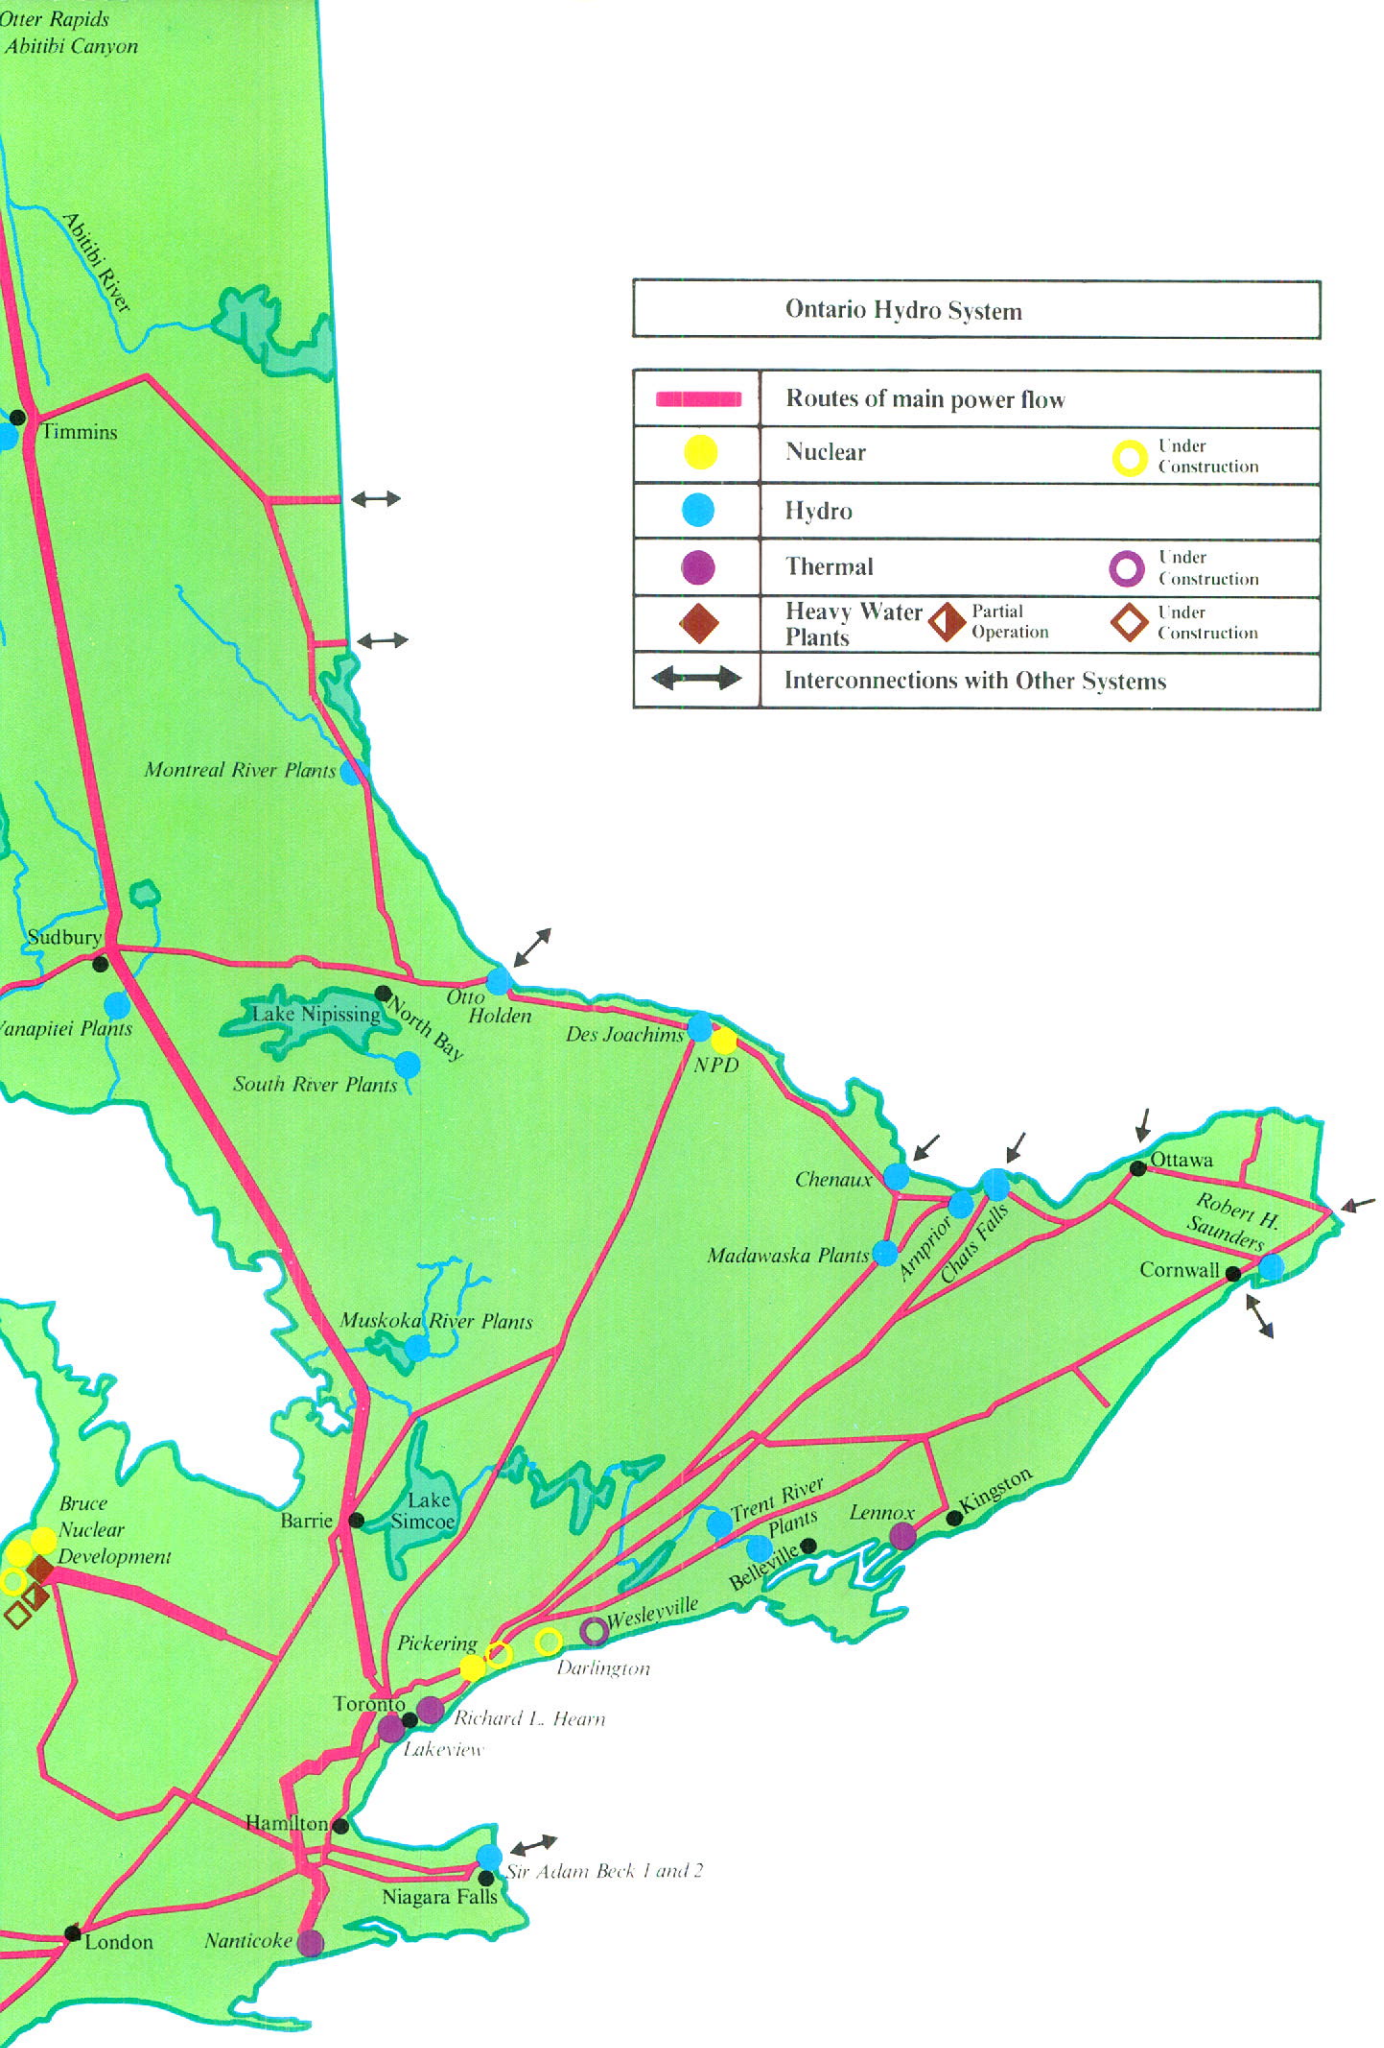 Otter Rapids
Abitibi Canyon
Abitibi River
Ontario Hydro System
Routes of main power flow
Nuclear
Under
Construction
Hydro
Thermal
Under
Construction
Heavy Water
Plants
Partial
Operation
Under
Construction
Interconnections with Other Systems
Timmins
Montreal River Plants
Sudbury
Otto
Holden
Lake Nipissing
North Bay
Vanapitei Plants
Des Joachims
NPD
South River Plants
Chenaux
Ottawa
Robert H.
Saunders
Arnprior
Chats Falls
Madawaska Plants
Cornwall
Muskoka River Plants
Bruce
Nuclear
Development
Barrie
Lake
Simcoe
Trent River
Plants
Lennox
Kingston
Belleville
Wesleyville
Pickering
Darlington
Toronto
Richard L. Hearn
Lakeview
Hamilton
Sir Adam Beck 1 and 2
Niagara Falls
London
Nanticoke